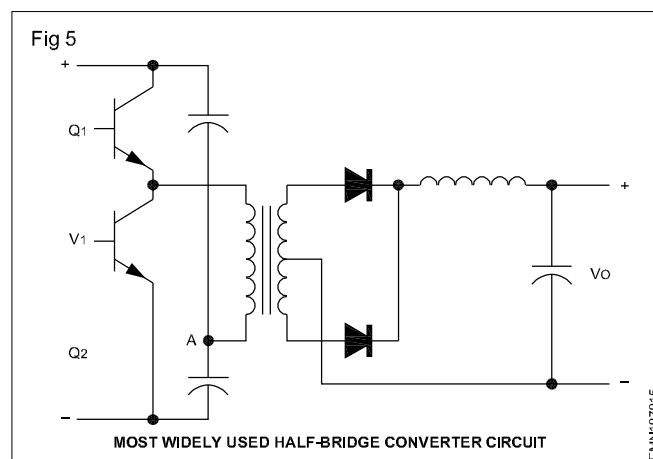 Fig 5
+
Q1
V1
A
Q2
–
+
VO
–
MOST WIDELY USED HALF-BRIDGE CONVERTER CIRCUIT